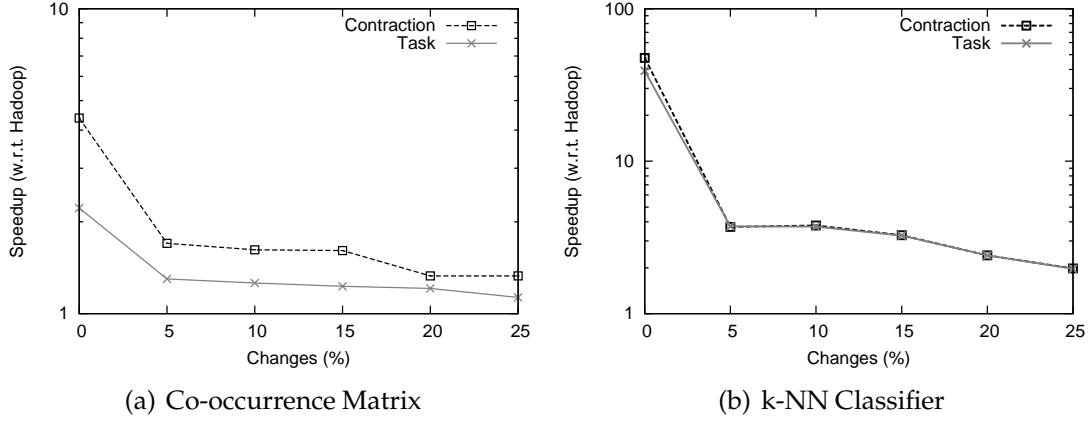 10
Contraction
Task
Speedup (w.r.t. Hadoop)
1
0 5 10 15 20 25
Changes (%)
(a) Co-occurrence Matrix
100
Contraction
Task
Speedup (w.r.t. Hadoop)
10
1
0 5 10 15 20 25
Changes (%)
(b) k-NN Classifier